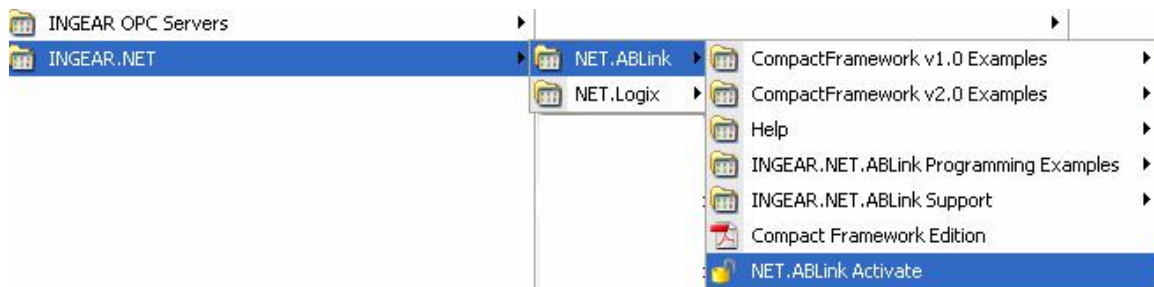 INGEAR OPC Servers
INGEAR.NET
NET.ABLink
NET.Logix
CompactFramework v1.0 Examples
CompactFramework v2.0 Examples
Help
INGEAR.NET.ABLink Programming Examples
INGEAR.NET.ABLink Support
Compact Framework Edition
NET.ABLink Activate